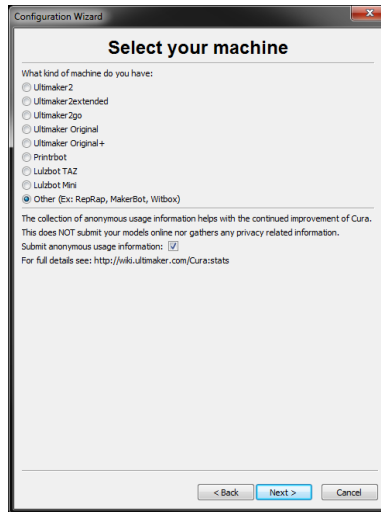 Configuration Wizard
Select your machine
What kind of machine do you have:
Ultimaker2
Ultimaker2extended
Ultimaker2go
Ultimaker Original
Ultimaker Original+
Printrbot
Lulzbot TAZ
Lulzbot Mini
Other (Ex: RepRap, MakerBot, Witbox)
The collection of anonymous usage information helps with the continued improvement of Cura.
This does NOT submit your models online nor gathers any privacy related information.
Submit anonymous usage information:
For full details see: http://wiki.ultimaker.com/Cura:stats
< Back Next > Cancel